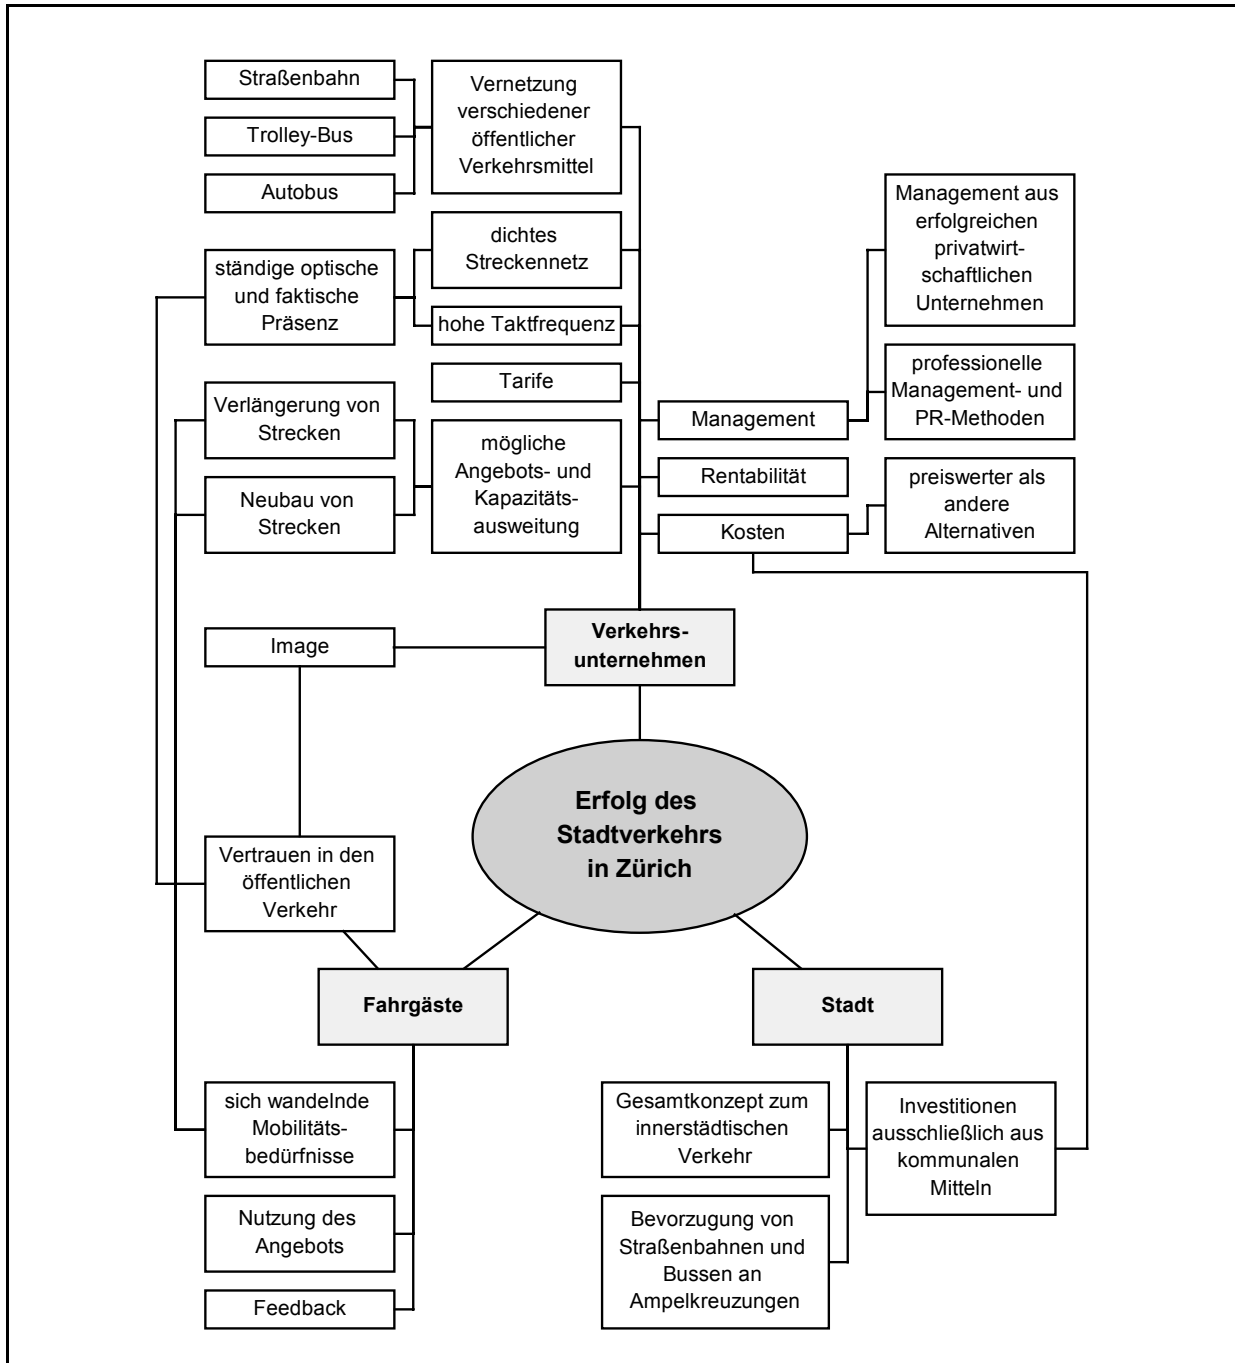 Straßenbahn
Trolley-Bus
Autobus
Vernetzung
verschiedener
öffentlicher
Verkehrsmittel
ständige optische
und faktische
Präsenz
dichtes
Streckennetz
hohe Taktfrequenz
Tarife
Verlängerung von
Strecken
Neubau von
Strecken
mögliche
Angebots- und
Kapazitäts-
ausweitung
Management
Rentabilität
Kosten
Management aus
erfolgreichen
privatwirt-
schaftlichen
Unternehmen
professionelle
Management- und
PR-Methoden
preiswerter als
andere
Alternativen
Image
Verkehrs-
unternehmen
Erfolg des
Stadtverkehrs
in Zürich
Vertrauen in den
öffentlichen
Verkehr
Fahrgäste
Stadt
sich wandelnde
Mobilitäts-
bedürfnisse
Nutzung des
Angebots
Feedback
Gesamtkonzept zum
innerstädtischen
Verkehr
Bevorzugung von
Straßenbahnen und
Bussen an
Ampelkreuzungen
Investitionen
ausschließlich aus
kommunalen
Mitteln